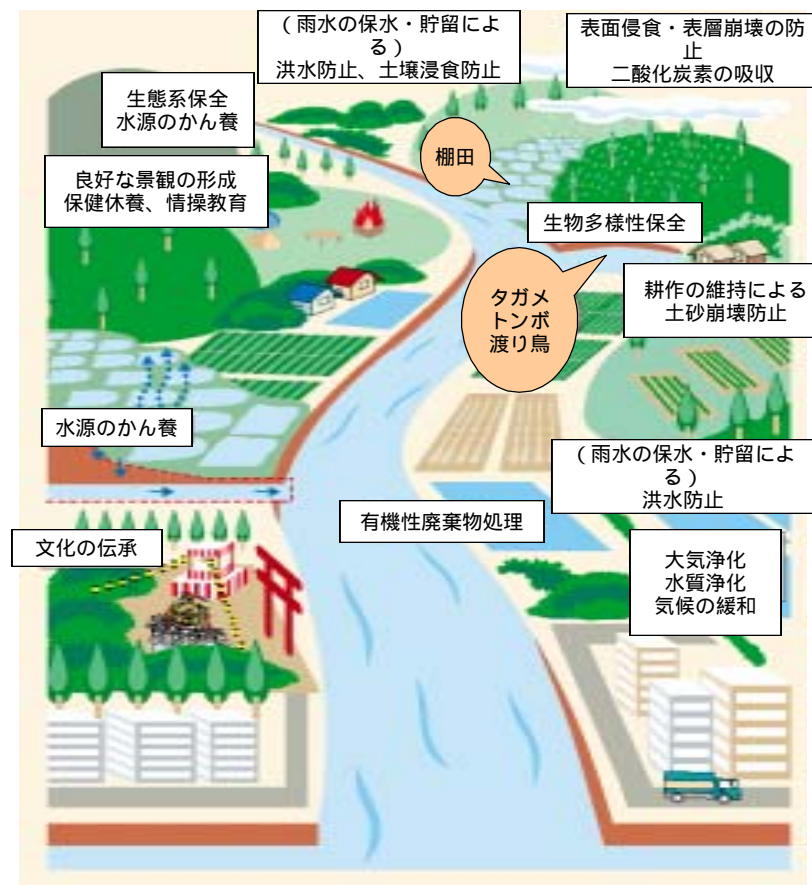 （雨水の保水・貯留によ
る）
洪水防止、土壌浸食防止
表面侵食・表層崩壊の防
止
二酸化炭素の吸収
生態系保全
水源のかん養
棚田
良好な景観の形成
保健休養、情操教育
生物多様性保全
タガメ
トンボ
渡り鳥
耕作の維持による
土砂崩壊防止
水源のかん養
（雨水の保水・貯留によ
る）
洪水防止
有機性廃棄物処理
文化の伝承
大気浄化
水質浄化
気候の緩和